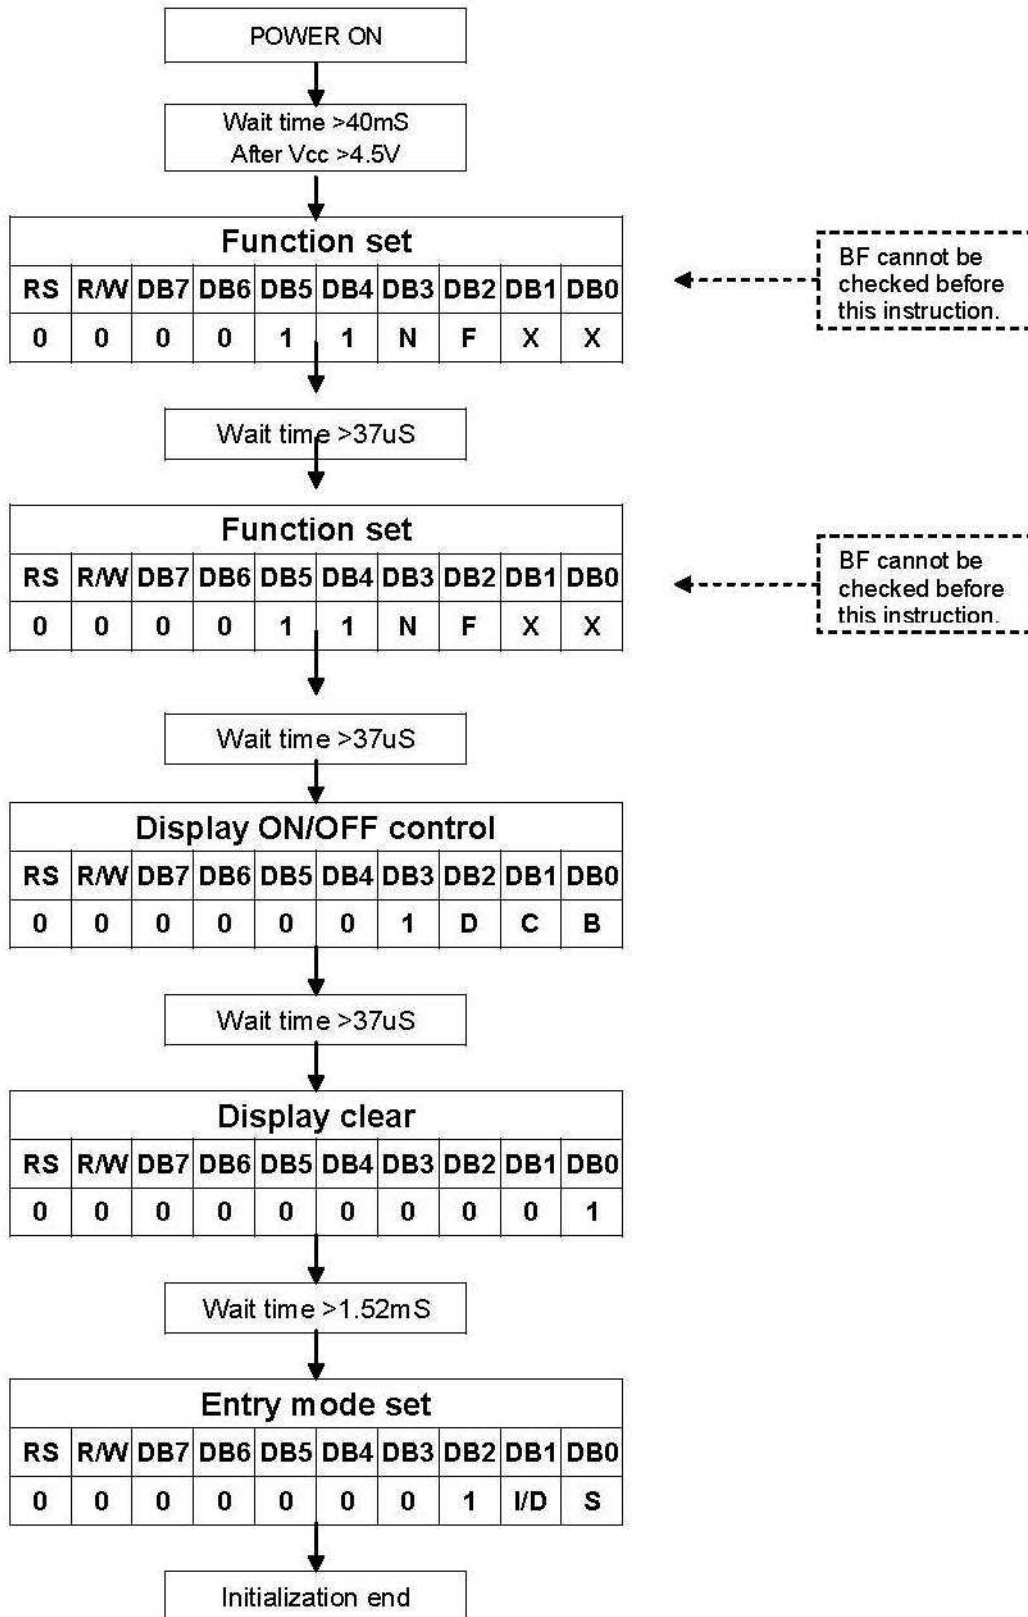 POWER ON
Wait time >40mS
After Vcc >4.5V
Function set
RS R/W DB7 DB6 DB5 DB4 DB3 DB2 DB1 DB0
0 0 0 0 1 1 N F X X
BF cannot be
checked before
this instruction.
Wait time >37uS
Function set
RS R/W DB7 DB6 DB5 DB4 DB3 DB2 DB1 DB0
0 0 0 0 1 1 N F X X
BF cannot be
checked before
this instruction.
Wait time >37uS
Display ON/OFF control
RS R/W DB7 DB6 DB5 DB4 DB3 DB2 DB1 DB0
0 0 0 0 0 0 1 D C B
Wait time >37uS
Display clear
RS R/W DB7 DB6 DB5 DB4 DB3 DB2 DB1 DB0
0 0 0 0 0 0 0 0 0 1
Wait time >1.52mS
Entry mode set
RS R/W DB7 DB6 DB5 DB4 DB3 DB2 DB1 DB0
0 0 0 0 0 0 0 1 I/D S
Initialization end